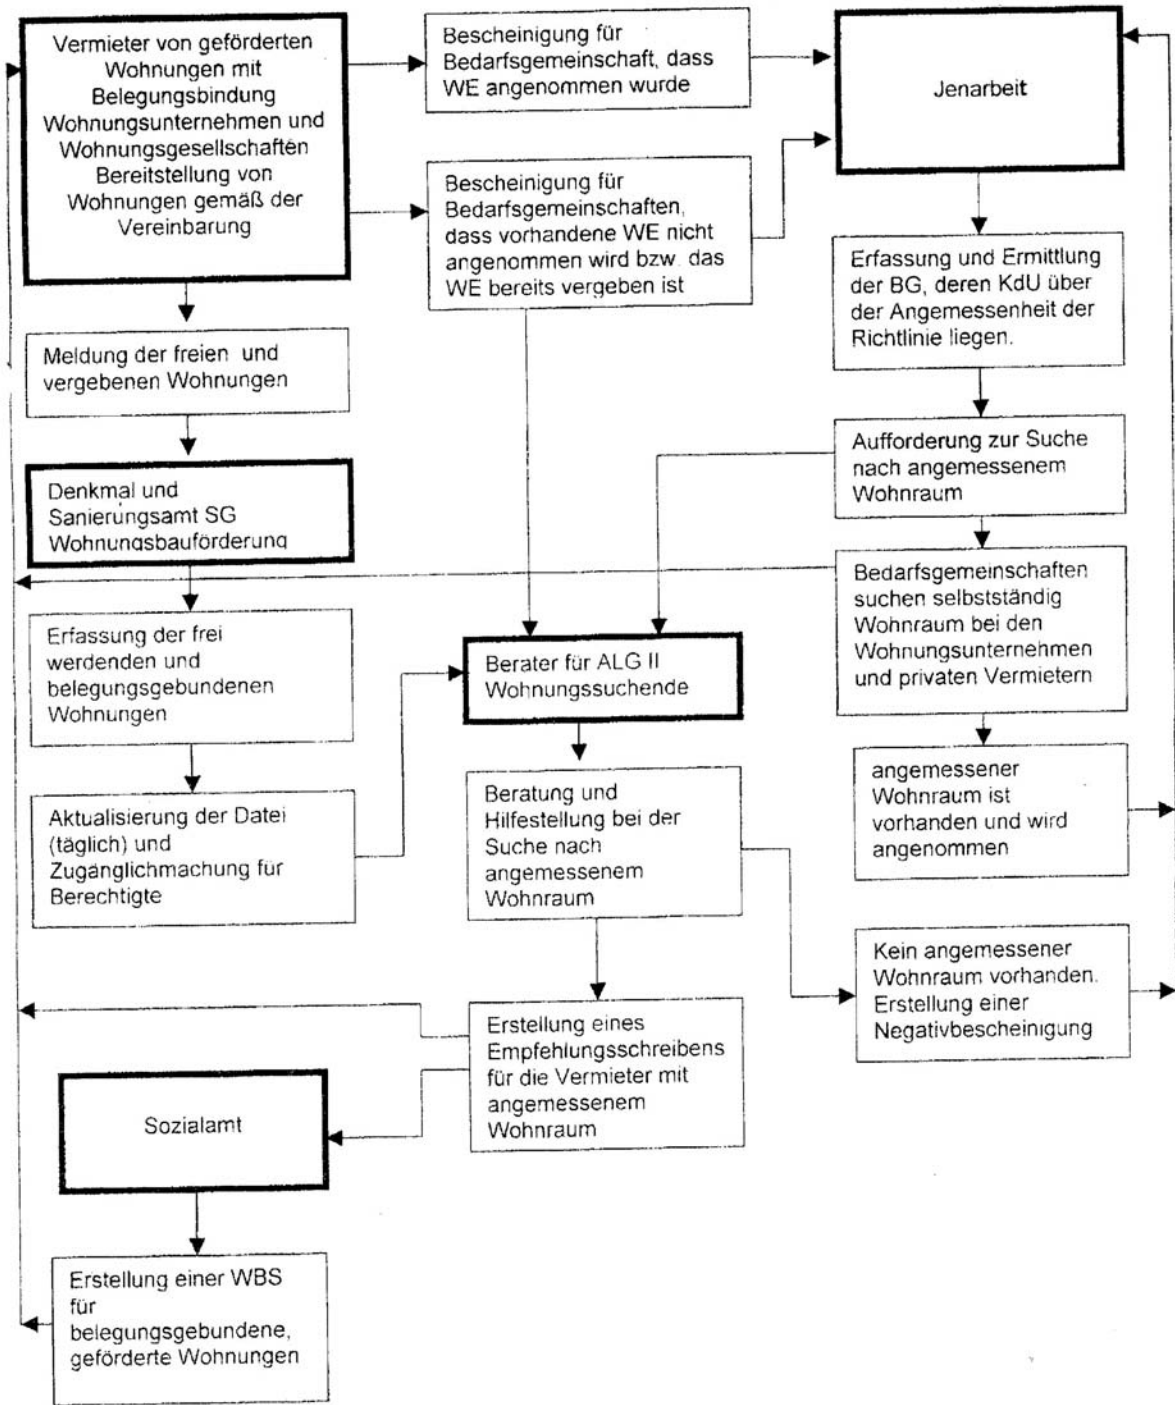 Vermieter von geförderten
Wohnungen mit
Belegungsbindung
Wohnungsunternehmen und
Wohnungsgesellschaften
Bereitstellung von
Wohnungen gemäß der
Vereinbarung
Bescheinigung für
Bedarfsgemeinschaft, dass
WE angenommen wurde
Jenarbeit
Bescheinigung für
Bedarfsgemeinschaften,
dass vorhandene WE nicht
angenommen wird bzw. das
WE bereits vergeben ist
Erfassung und Ermittlung
der BG, deren KdU über
der Angemessenheit der
Richtlinie liegen.
Meldung der freien und
vergebenen Wohnungen
Aufforderung zur Suche
nach angemessenem
Wohnraum
Denkmal und
Sanierungsamt SG
Wohnungsbauförderung
Bedarfsgemeinschaften
suchen selbstständig
Wohnraum bei den
Wohnungsunternehmen
und privaten Vermietern
Erfassung der frei
werdenden und
belegungsgebundenen
Wohnungen
Berater für ALG II
Wohnungssuchende
angemessener
Wohnraum ist
vorhanden und wird
angenommen
Aktualisierung der Datei
(täglich) und
Zugänglichmachung für
Berechtigte
Beratung und
Hilfestellung bei der
Suche nach
angemessenem
Wohnraum
Kein angemessener
Wohnraum vorhanden.
Erstellung einer
Negativbescheinigung
Erstellung eines
Empfehlungsschreibens
für die Vermieter mit
angemessenem
Wohnraum
Sozialamt
Erstellung einer WBS
für
belegungsgebundene,
geförderte Wohnungen